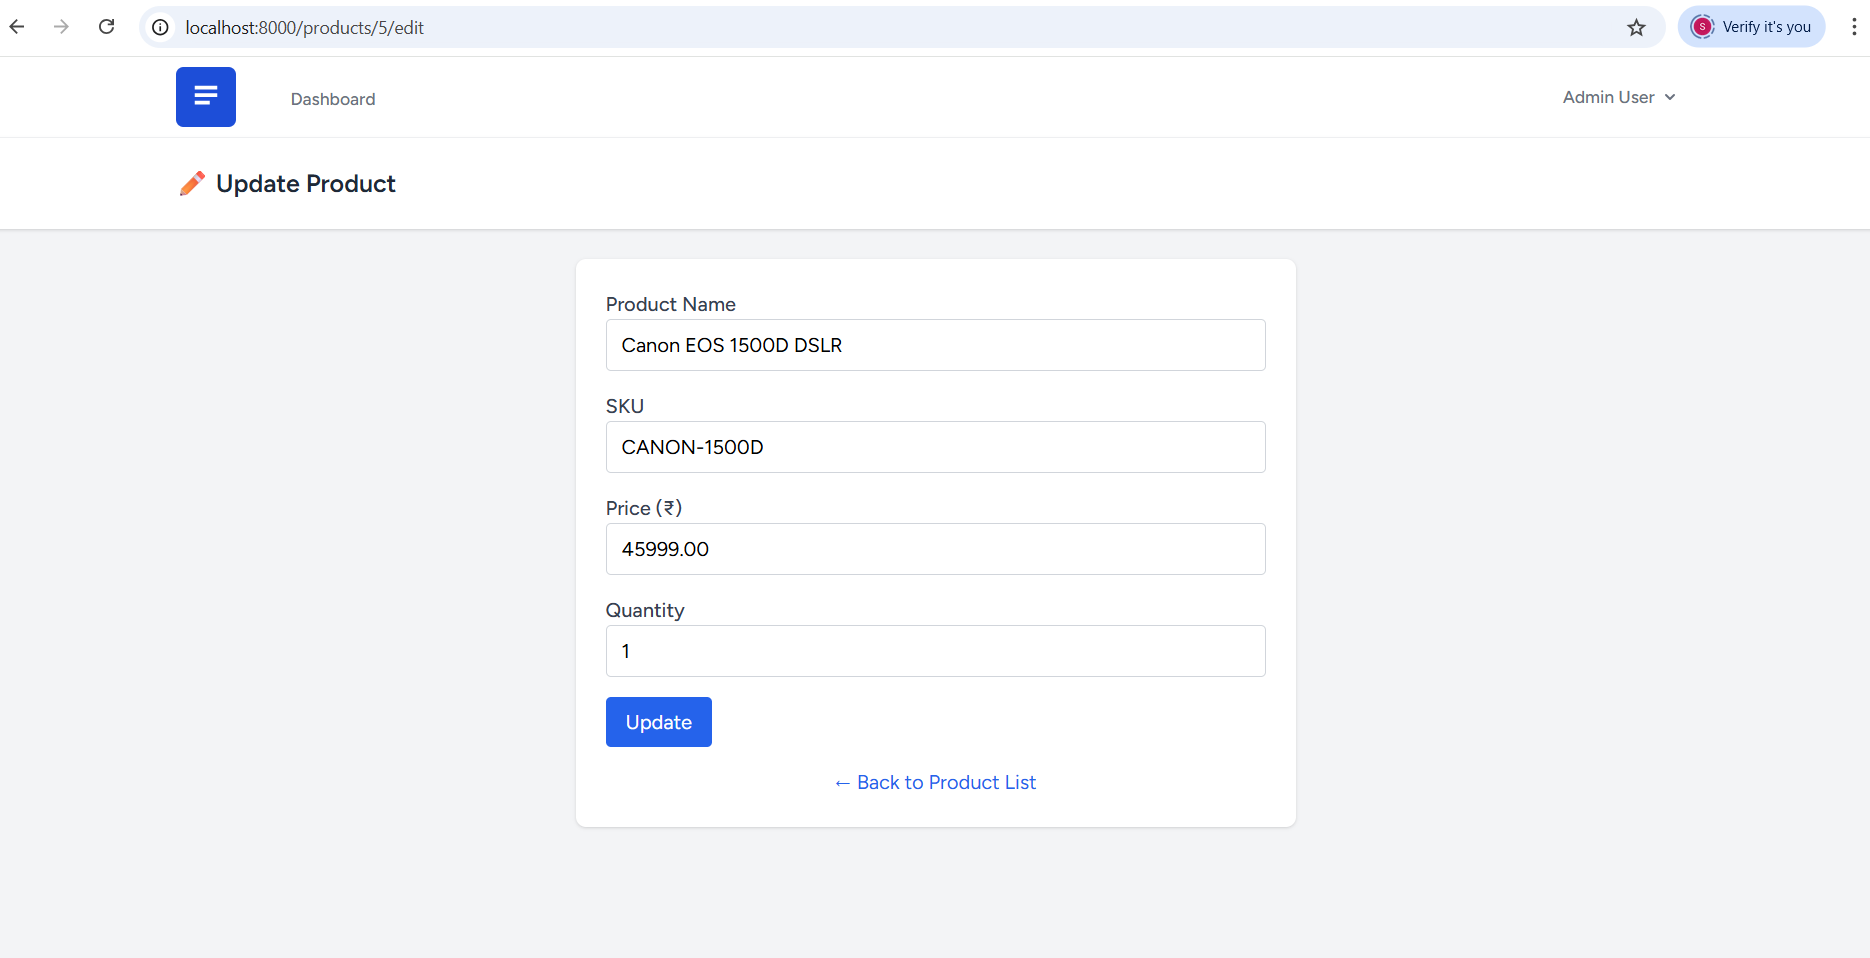 localhost:8000/products/5/edit
S
Verify it's you
Dashboard
Admin User
Update Product
Product Name
Canon EOS 1500D DSLR
SKU
CANON-1500D
Price (₹)
45999.00
Quantity
1
Update
← Back to Product List